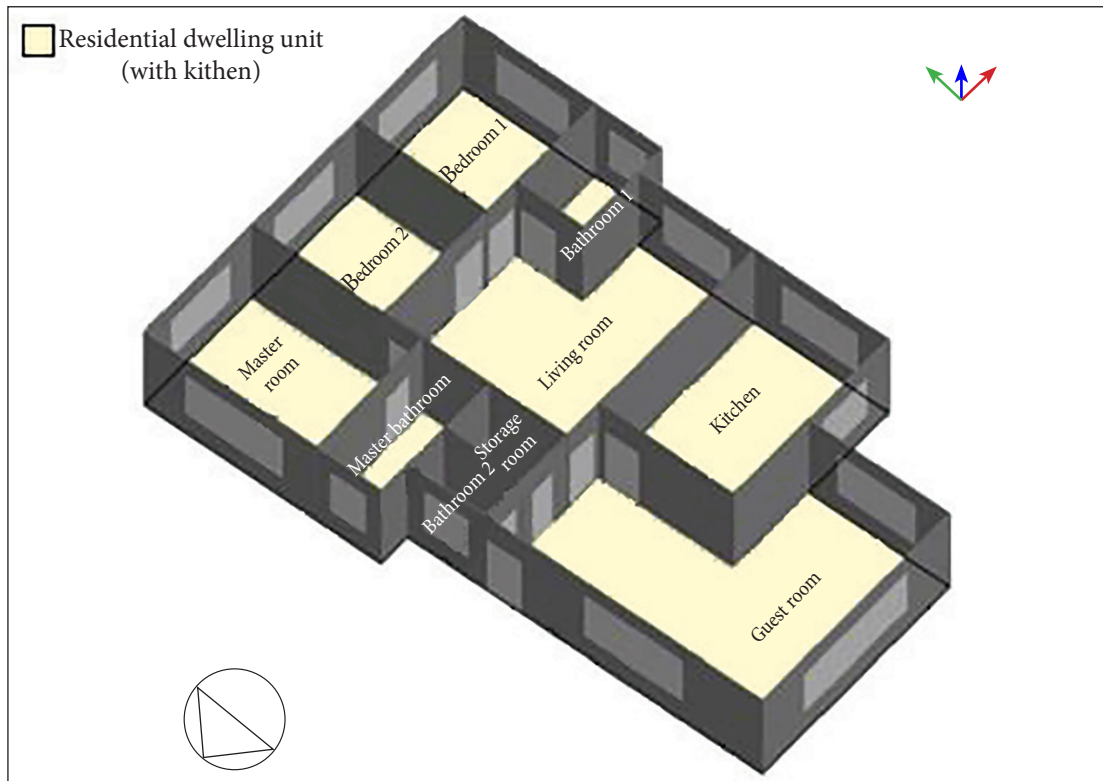 Residential dwelling unit
(with kithen)
Bedroom 1
Bathroom 1
Bedroom 2
Living room
Master
room
Kitchen
Master bathroom
Storage
room
Bathroom 2
Guest room